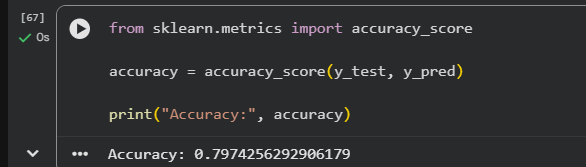 [67]
0s
from sklearn.metrics import accuracy_score
accuracy = accuracy_score(y_test, y_pred)
print("Accuracy:", accuracy)
Accuracy: 0.7974256292906179